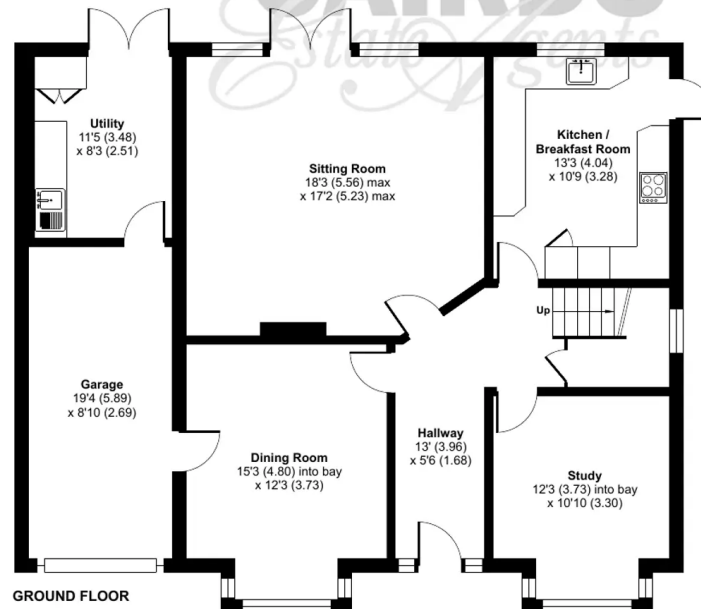 CAIRDS
Estate Agents
Utility
11'5 (3.48)
x 8'3 (2.51)
Sitting Room
18'3 (5.56) max
x 17'2 (5.23) max
Kitchen /
Breakfast Room
13'3 (4.04)
x 10'9 (3.28)
Up
Garage
19'4 (5.89)
x 8'10 (2.69)
Dining Room
15'3 (4.80) into bay
x 12'3 (3.73)
Hallway
13' (3.96)
x 5'6 (1.68)
Study
12'3 (3.73) into bay
x 10'10 (3.30)
GROUND FLOOR